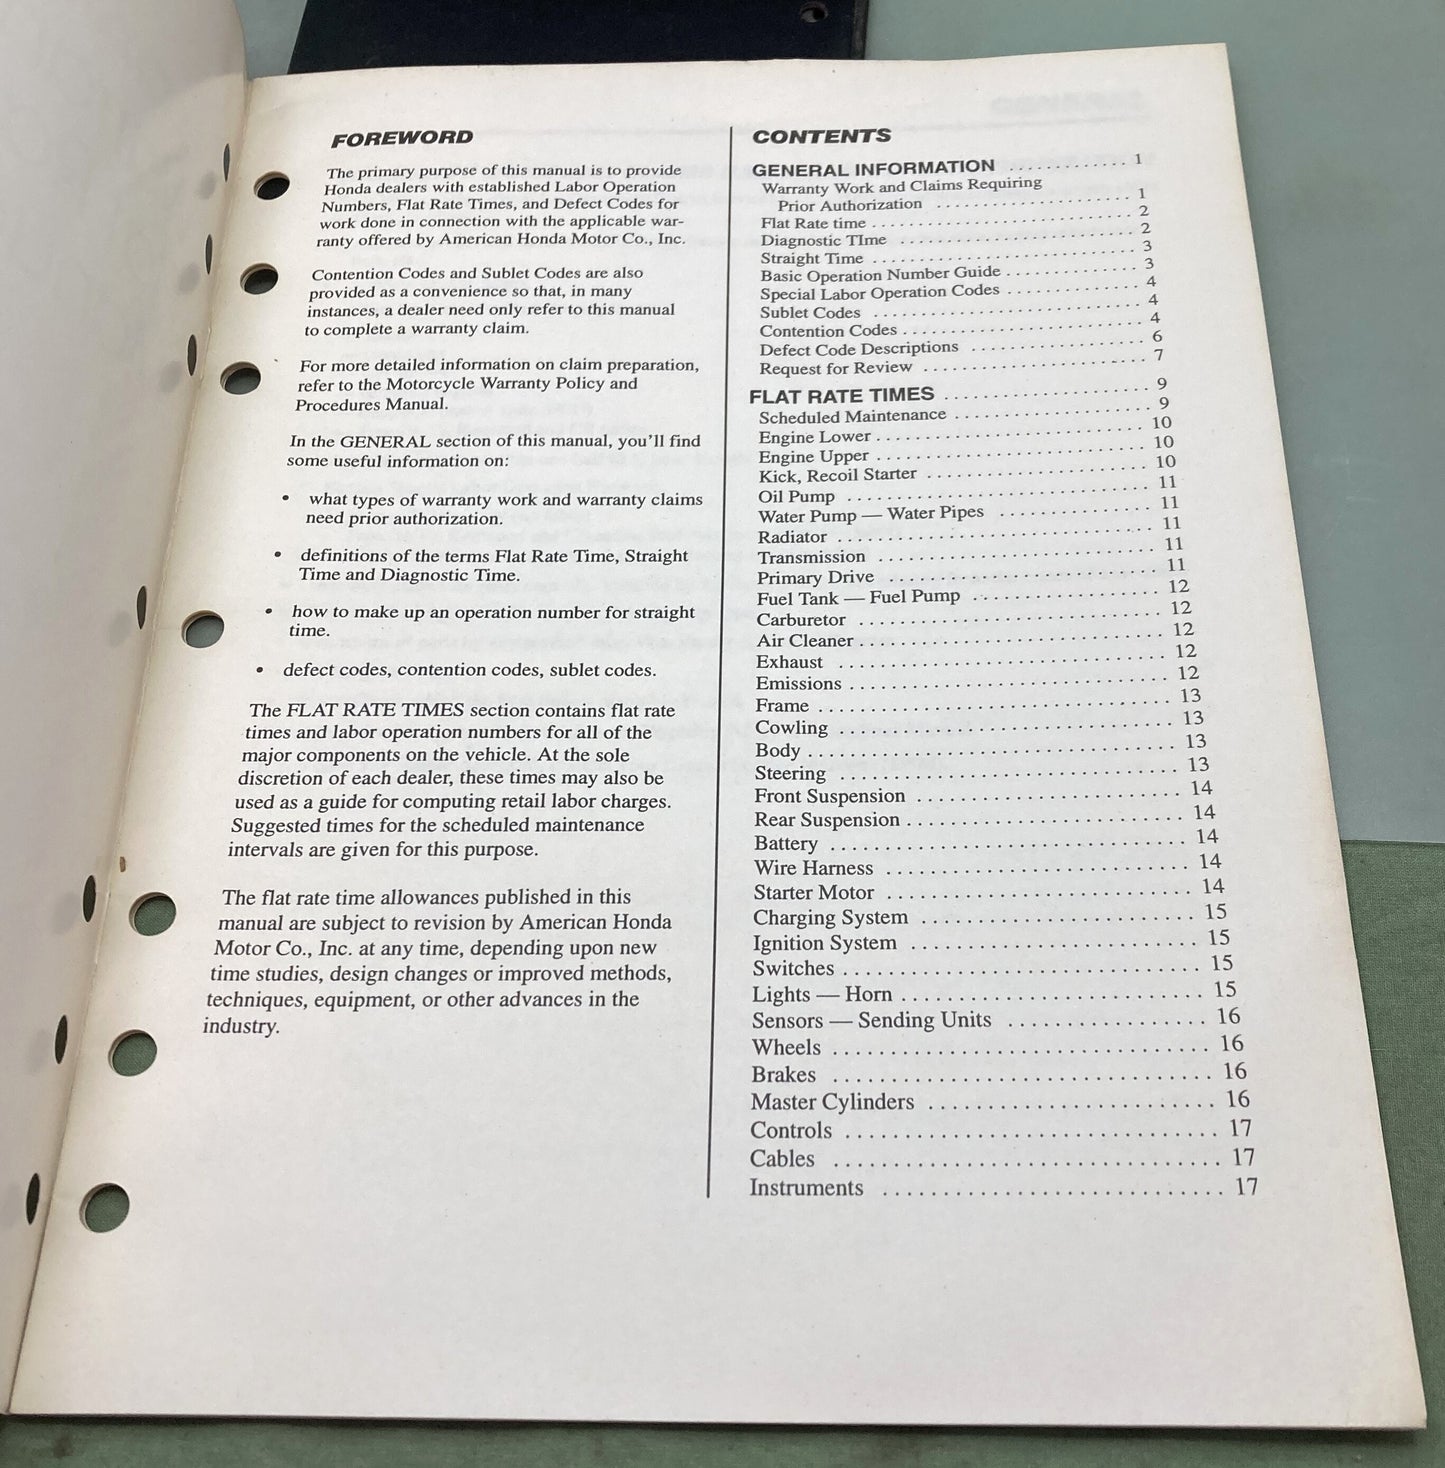 FOREWORD
The primary purpose of this manual is to provide
Honda dealers with established Labor Operation
Numbers, Flat Rate Times, and Defect Codes for
work done in connection with the applicable war-
ranty offered by American Honda Motor Co., Inc.
Contention Codes and Sublet Codes are also
provided as a convenience so that, in many
instances, a dealer need only refer to this manual
to complete a warranty claim.
For more detailed information on claim preparation,
refer to the Motorcycle Warranty Policy and
Procedures Manual.
In the GENERAL section of this manual, you'll find
some useful information on:
• what types of warranty work and warranty claims
need prior authorization.
• definitions of the terms Flat Rate Time, Straight
Time and Diagnostic Time.
• how to make up an operation number for straight
time.
• defect codes, contention codes, sublet codes.
The FLAT RATE TIMES section contains flat rate
times and labor operation numbers for all of the
major components on the vehicle. At the sole
discretion of each dealer, these times may also be
used as a guide for computing retail labor charges.
Suggested times for the scheduled maintenance
intervals are given for this purpose.
The flat rate time allowances published in this
manual are subject to revision by American Honda
Motor Co., Inc. at any time, depending upon new
time studies, design changes or improved methods,
techniques, equipment, or other advances in the
industry.
CONTENTS
GENERAL INFORMATION ............ 1
Warranty Work and Claims Requiring
Prior Authorization .................... 1
Flat Rate time .......................... 2
Diagnostic TIme ........................ 2
Straight Time .......................... 3
Basic Operation Number Guide ............. 3
Special Labor Operation Codes ............. 4
Sublet Codes .......................... 4
Contention Codes ........................ 4
Defect Code Descriptions .................. 6
Request for Review ...................... 7
FLAT RATE TIMES .................... 9
Scheduled Maintenance .................... 9
Engine Lower ........................... 10
Engine Upper ........................... 10
Kick, Recoil Starter ...................... 10
Oil Pump .............................. 11
Water Pump — Water Pipes ............... 11
Radiator ............................... 11
Transmission ........................... 11
Primary Drive .......................... 11
Fuel Tank — Fuel Pump .................. 12
Carburetor ............................. 12
Air Cleaner ............................. 12
Exhaust ............................... 12
Emissions .............................. 12
Frame ................................. 13
Cowling ............................... 13
Body .................................. 13
Steering ............................... 13
Front Suspension ........................ 14
Rear Suspension ......................... 14
Battery ................................ 14
Wire Harness ........................... 14
Starter Motor ........................... 14
Charging System ........................ 15
Ignition System ......................... 15
Switches ............................... 15
Lights — Horn .......................... 15
Sensors — Sending Units ................. 16
Wheels ................................ 16
Brakes ................................ 16
Master Cylinders ........................ 16
Controls ............................... 17
Cables ................................ 17
Instruments ............................ 17